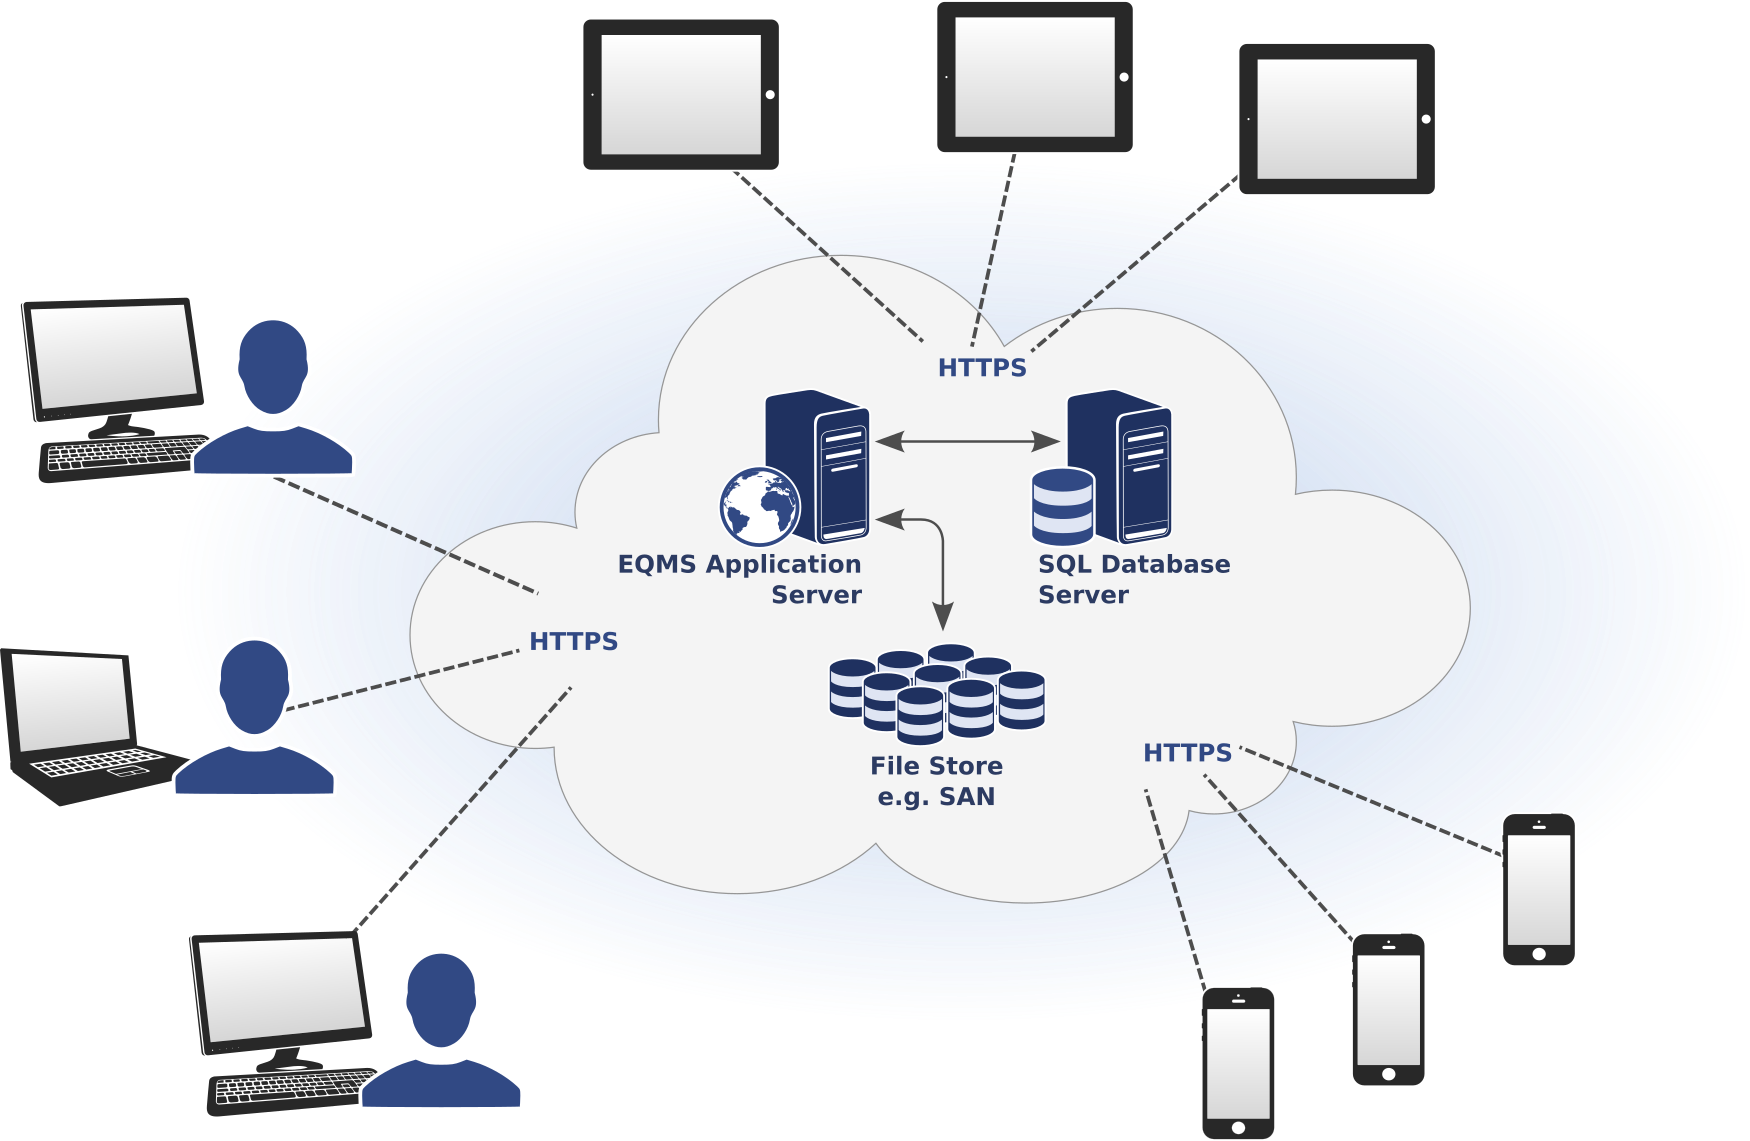 HTTPS
EQMS Application
Server
SQL Database
Server
HTTPS
File Store
e.g. SAN
HTTPS